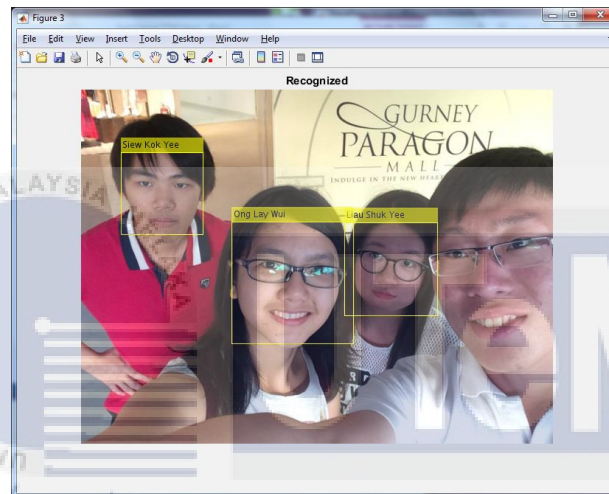 Figure 3
File Edit View Insert Tools Desktop Window Help
Recognized
GURNEY
PARAGON
MALL
INDULGE IN THE NEW
Siew Kok Yee
Ong Lay Wui
Liau Shuk Yee
ALAYSIA